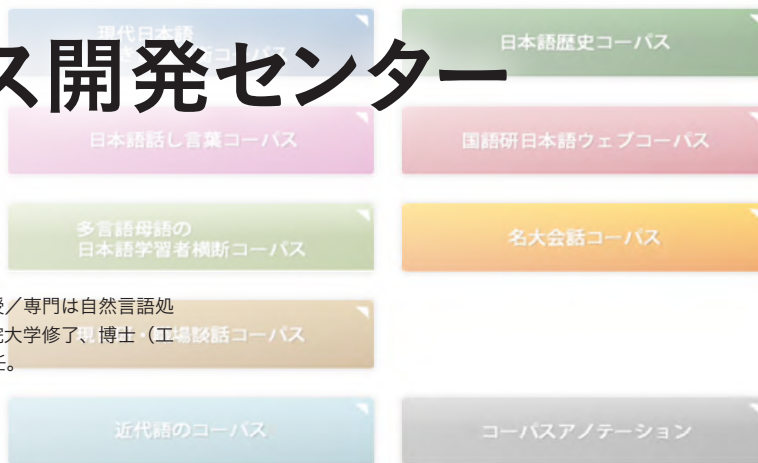 ス開発センター
現代日本語
日本語歴史コーパス
日本語話し言葉コーパス
国語研日本語ウェブコーパス
多言語母語の
日本語学習者横断コーパス
名大会話コーパス
/専門は自然言語処
大学修了、博士(工
場談話コーパス
近代語のコーパス
コーパスアノテーション